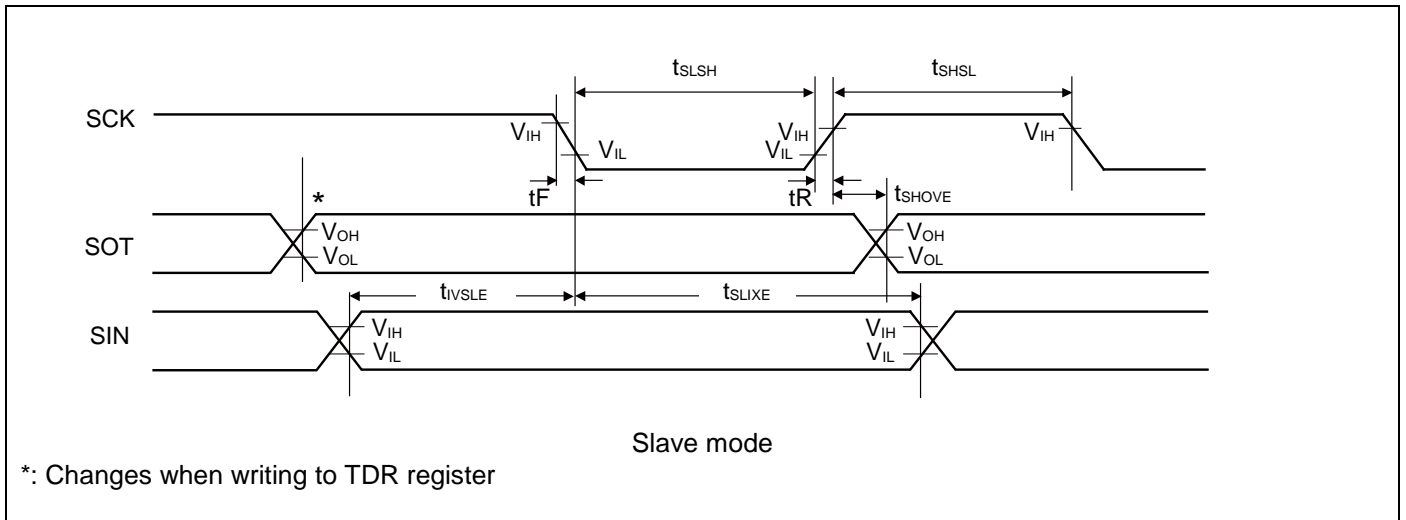 tSLSH tSHSL
SCK VIH VIL VIL VIH VIH
tF tR tSHOVE
*
SOT VOH VOL VOH VOL
tIVSLE tSLIXE
SIN VIH VIL VIH VIL
Slave mode
*: Changes when writing to TDR register